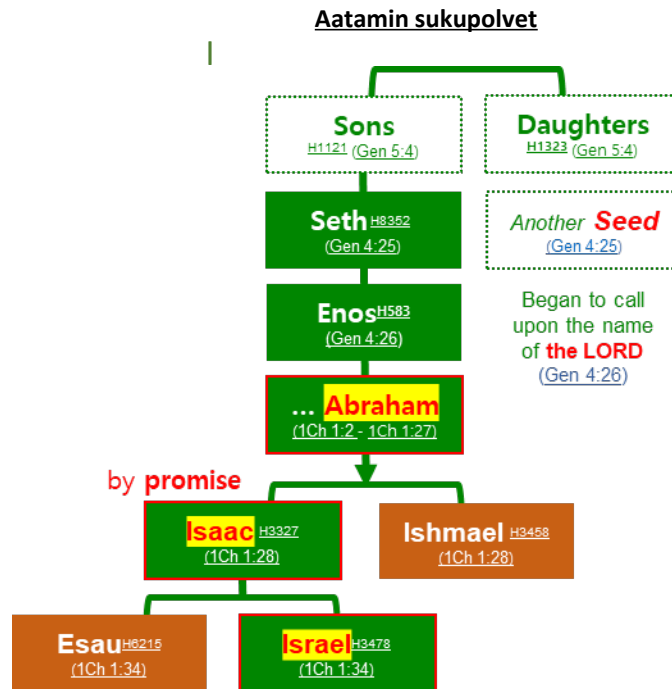 Aatamin sukupolvet
Sons
H1121 (Gen 5:4)
Daughters
H1323 (Gen 5:4)
Seth H8352
(Gen 4:25)
Another Seed
(Gen 4:25)
Enos H583
(Gen 4:26)
Began to call
upon the name
of the LORD
(Gen 4:26)
... Abraham
(1Ch 1:2 - 1Ch 1:27)
by promise
Isaac H3327
(1Ch 1:28)
Ishmael H3458
(1Ch 1:28)
Esau H6215
(1Ch 1:34)
Israel H3478
(1Ch 1:34)